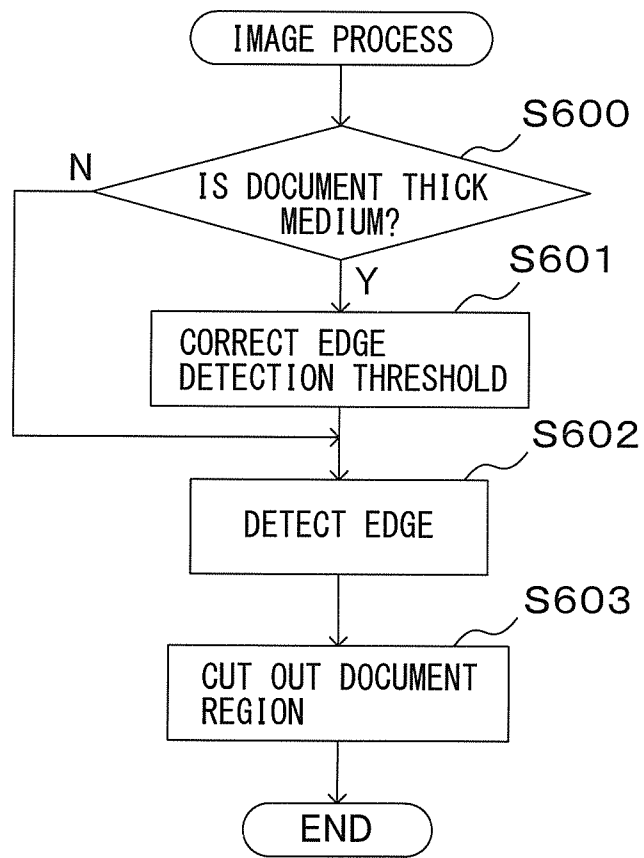 IMAGE PROCESS
S600
N
IS DOCUMENT THICK
MEDIUM?
Y
S601
CORRECT EDGE
DETECTION THRESHOLD
S602
DETECT EDGE
S603
CUT OUT DOCUMENT
REGION
END